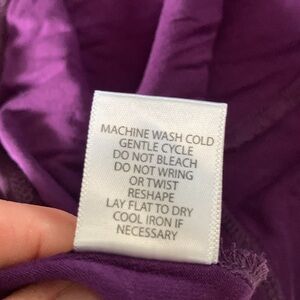 MACHINE WASH COLD
GENTLE CYCLE
DO NOT BLEACH
DO NOT WRING
OR TWIST
RESHAPE
LAY FLAT TO DRY
COOL IRON IF
NECESSARY